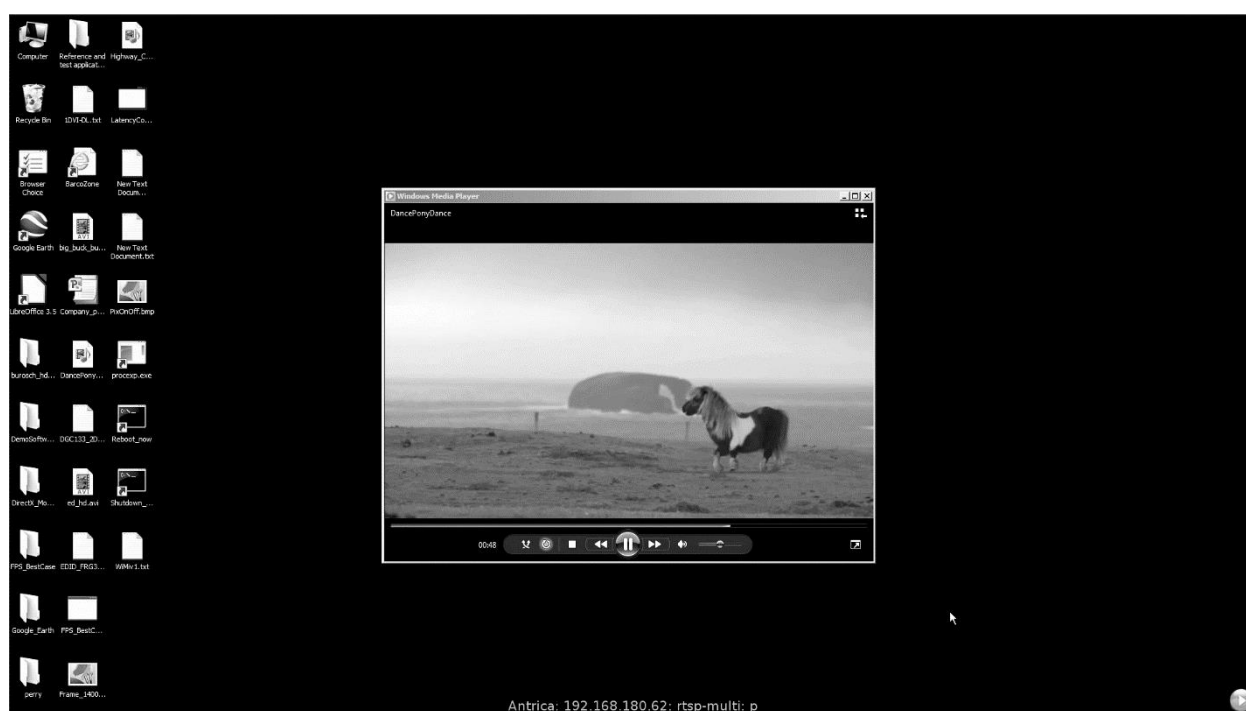 Computer
Reference and
test applicat...
Highway_C...
Recycle Bin
1DVI-DL.txt
LatencyCo...
Browser
Choice
BarcoZone
New Text
Docum...
Google Earth
big_buck_bu...
New Text
Document.txt
LibreOffice 3.5
Company_p...
PixOnOff.bmp
burosch_hd...
DancePony...
procexp.exe
DemoSoftw...
DGC133_2D...
Reboot_now
DirectX_Mo...
ed_hd.avi
Shutdown_...
FPS_BestCase
EDID_FRG3...
WiMiv1.txt
Google_Earth
FPS_BestC...
perry
Frame_1400...
Windows Media Player
DancePonyDance
00:48
Antrica: 192.168.180.62: rtsp-multi: p